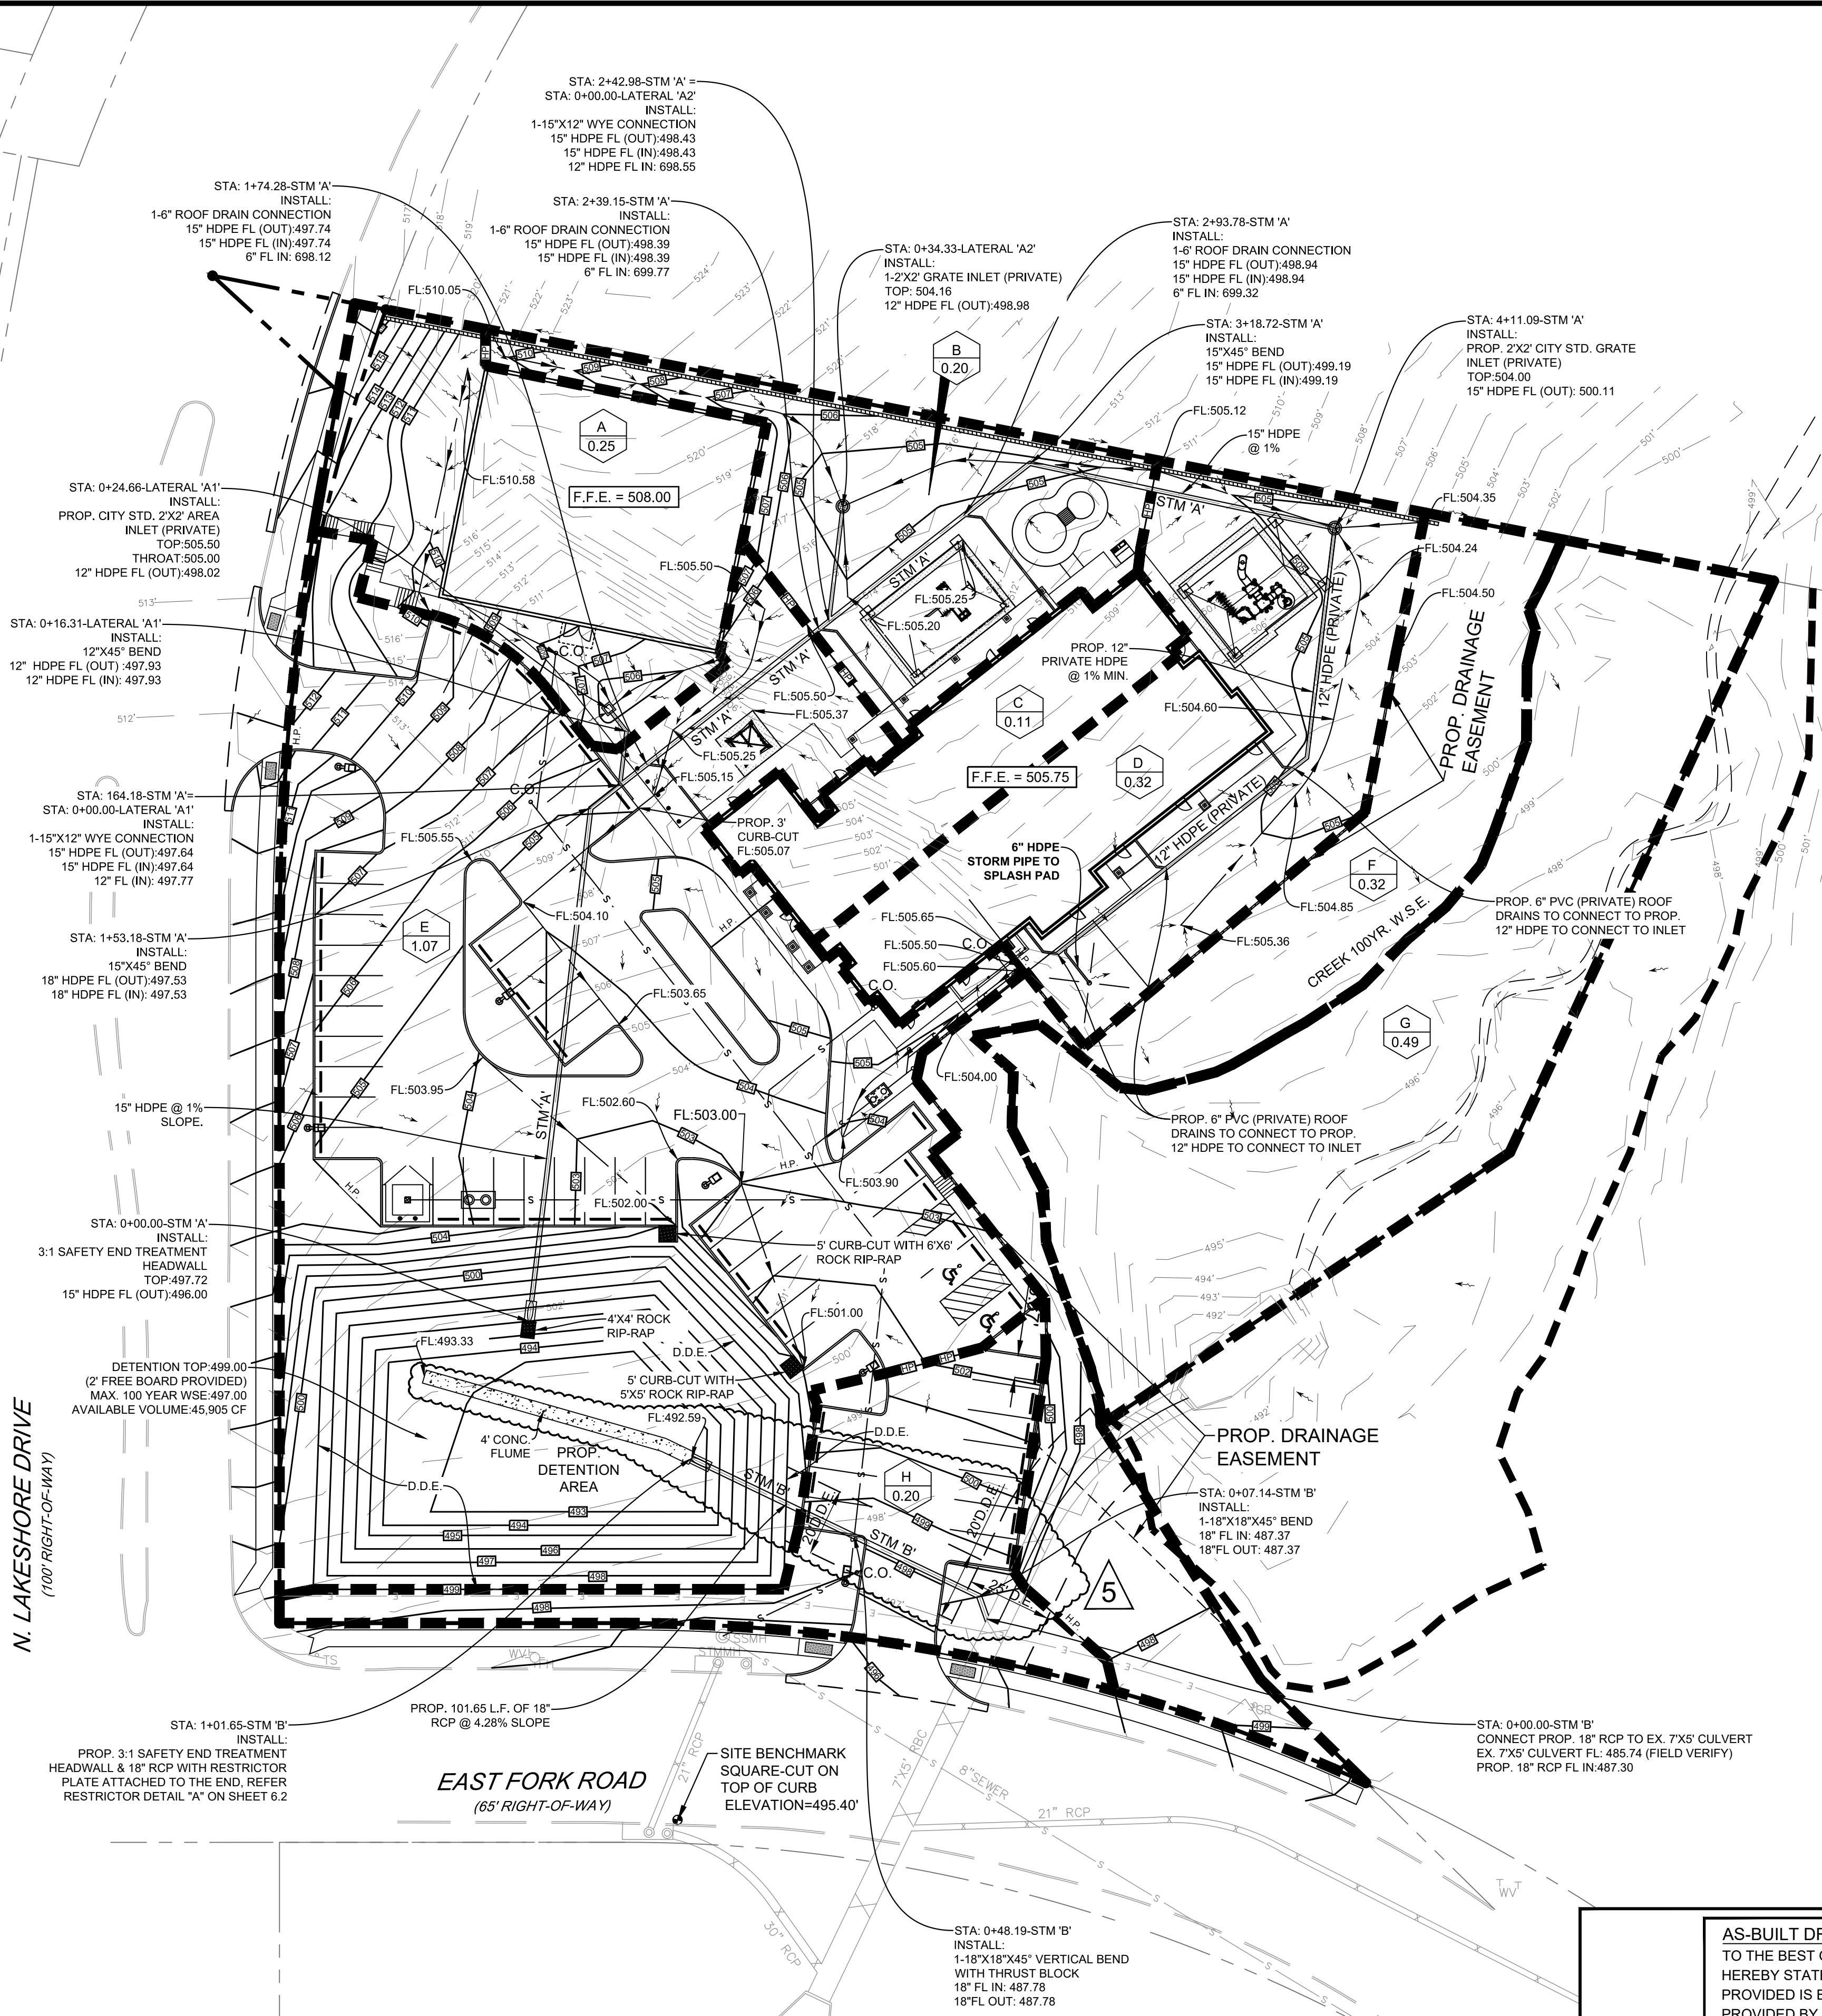 STA: 2+42.98-STM 'A' =
STA: 0+00.00-LATERAL 'A2'
INSTALL:
1-15"X12" WYE CONNECTION
15" HDPE FL (OUT):498.43
15" HDPE FL (IN):498.43
12" HDPE FL IN: 698.55
STA: 1+74.28-STM 'A'
INSTALL:
1-6" ROOF DRAIN CONNECTION
15" HDPE FL (OUT):497.74
15" HDPE FL (IN):497.74
6" FL IN: 698.12
STA: 2+39.15-STM 'A'
INSTALL:
1-6" ROOF DRAIN CONNECTION
15" HDPE FL (OUT):498.39
15" HDPE FL (IN):498.39
6" FL IN: 699.77
STA: 0+34.33-LATERAL 'A2'
INSTALL:
1-2'X2' GRATE INLET (PRIVATE)
TOP: 504.16
12" HDPE FL (OUT):498.98
STA: 2+93.78-STM 'A'
INSTALL:
1-6' ROOF DRAIN CONNECTION
15" HDPE FL (OUT):498.94
15" HDPE FL (IN):498.94
6" FL IN: 699.32
STA: 3+18.72-STM 'A'
INSTALL:
15"X45° BEND
15" HDPE FL (OUT):499.19
15" HDPE FL (IN):499.19
STA: 4+11.09-STM 'A'
INSTALL:
PROP. 2'X2' CITY STD. GRATE
INLET (PRIVATE)
TOP:504.00
15" HDPE FL (OUT): 500.11
FL:510.05
B
0.20
A
0.25
FL:505.12
15" HDPE
@ 1%
FL:510.58
F.F.E. = 508.00
STM 'A'
FL:504.35
STA: 0+24.66-LATERAL 'A1'
INSTALL:
PROP. CITY STD. 2'X2' AREA
INLET (PRIVATE)
TOP:505.50
THROAT:505.00
12" HDPE FL (OUT):498.02
FL:504.24
FL:505.50
STM 'A'
FL:505.25
FL:504.50
FL:505.20
12" HDPE (PRIVATE)
PROP. DRAINAGE
EASEMENT
STA: 0+16.31-LATERAL 'A1'
INSTALL:
12"X45° BEND
12" HDPE FL (OUT) :497.93
12" HDPE FL (IN): 497.93
C.O.
PROP. 12"
PRIVATE HDPE
@ 1% MIN.
STM 'A'
FL:505.50
FL:505.37
C
0.11
FL:504.60
STM 'A'
FL:505.25
FL:505.15
F.F.E. = 505.75
D
0.32
H.P.
STA: 164.18-STM 'A'=
STA: 0+00.00-LATERAL 'A1'
INSTALL:
1-15"X12" WYE CONNECTION
15" HDPE FL (OUT):497.64
15" HDPE FL (IN):497.64
12" FL (IN): 497.77
C.O.
PROP. 3'
CURB-CUT
FL:505.07
FL:505.55
12" HDPE (PRIVATE)
6" HDPE
STORM PIPE TO
SPLASH PAD
F
0.32
FL:504.85
PROP. 6" PVC (PRIVATE) ROOF
DRAINS TO CONNECT TO PROP.
12" HDPE TO CONNECT TO INLET
STA: 1+53.18-STM 'A'
INSTALL:
15"X45° BEND
18" HDPE FL (OUT):497.53
18" HDPE FL (IN): 497.53
E
1.07
FL:504.10
H.P.
FL:505.65
FL:505.50
C.O.
FL:505.60
FL:505.36
CREEK 100YR. W.S.E.
FL:503.65
C.O.
G
0.49
FL:503.95
FL:504.00
15" HDPE @ 1%
SLOPE.
STM 'A'
FL:502.60
FL:503.00
PROP. 6" PVC (PRIVATE) ROOF
DRAINS TO CONNECT TO PROP.
12" HDPE TO CONNECT TO INLET
H.P.
H.P.
FL:503.90
FL:502.00
STA: 0+00.00-STM 'A'
INSTALL:
3:1 SAFETY END TREATMENT
HEADWALL
TOP:497.72
15" HDPE FL (OUT):496.00
5' CURB-CUT WITH 6'X6'
ROCK RIP-RAP
4'X4' ROCK
RIP-RAP
FL:501.00
FL:493.33
D.D.E.
DETENTION TOP:499.00
(2' FREE BOARD PROVIDED)
MAX. 100 YEAR WSE:497.00
AVAILABLE VOLUME:45,905 CF
5' CURB-CUT WITH
5'X5' ROCK RIP-RAP
FL:492.59
4' CONC.
FLUME
D.D.E.
PROP.
DETENTION
AREA
D.D.E.
STM 'B'
H
0.20
PROP. DRAINAGE
EASEMENT
20'D.D.E.
20'D.D.E.
STM 'B'
STA: 0+07.14-STM 'B'
INSTALL:
1-18"X18"X45° BEND
18" FL IN: 487.37
18"FL OUT: 487.37
C.O.
25'D.E.
H.P.
5
N. LAKESHORE DRIVE
(100' RIGHT-OF-WAY)
TS
SSMH
STMMH
STA: 1+01.65-STM 'B'
INSTALL:
PROP. 3:1 SAFETY END TREATMENT
HEADWALL & 18" RCP WITH RESTRICTOR
PLATE ATTACHED TO THE END, REFER
RESTRICTOR DETAIL "A" ON SHEET 6.2
PROP. 101.65 L.F. OF 18"
RCP @ 4.28% SLOPE
EAST FORK ROAD
(65' RIGHT-OF-WAY)
21" RCP
SITE BENCHMARK
SQUARE-CUT ON
TOP OF CURB
ELEVATION=495.40'
7'X5' RBC
8"SEWER
21" RCP
30" RCP
STA: 0+00.00-STM 'B'
CONNECT PROP. 18" RCP TO EX. 7'X5' CULVERT
EX. 7'X5' CULVERT FL: 485.74 (FIELD VERIFY)
PROP. 18" RCP FL IN:487.30
STA: 0+48.19-STM 'B'
INSTALL:
1-18"X18"X45° VERTICAL BEND
WITH THRUST BLOCK
18" FL IN: 487.78
18"FL OUT: 487.78
AS-BUILT
TO THE BEST
HEREBY
PROVIDED IS
PROVIDED BY